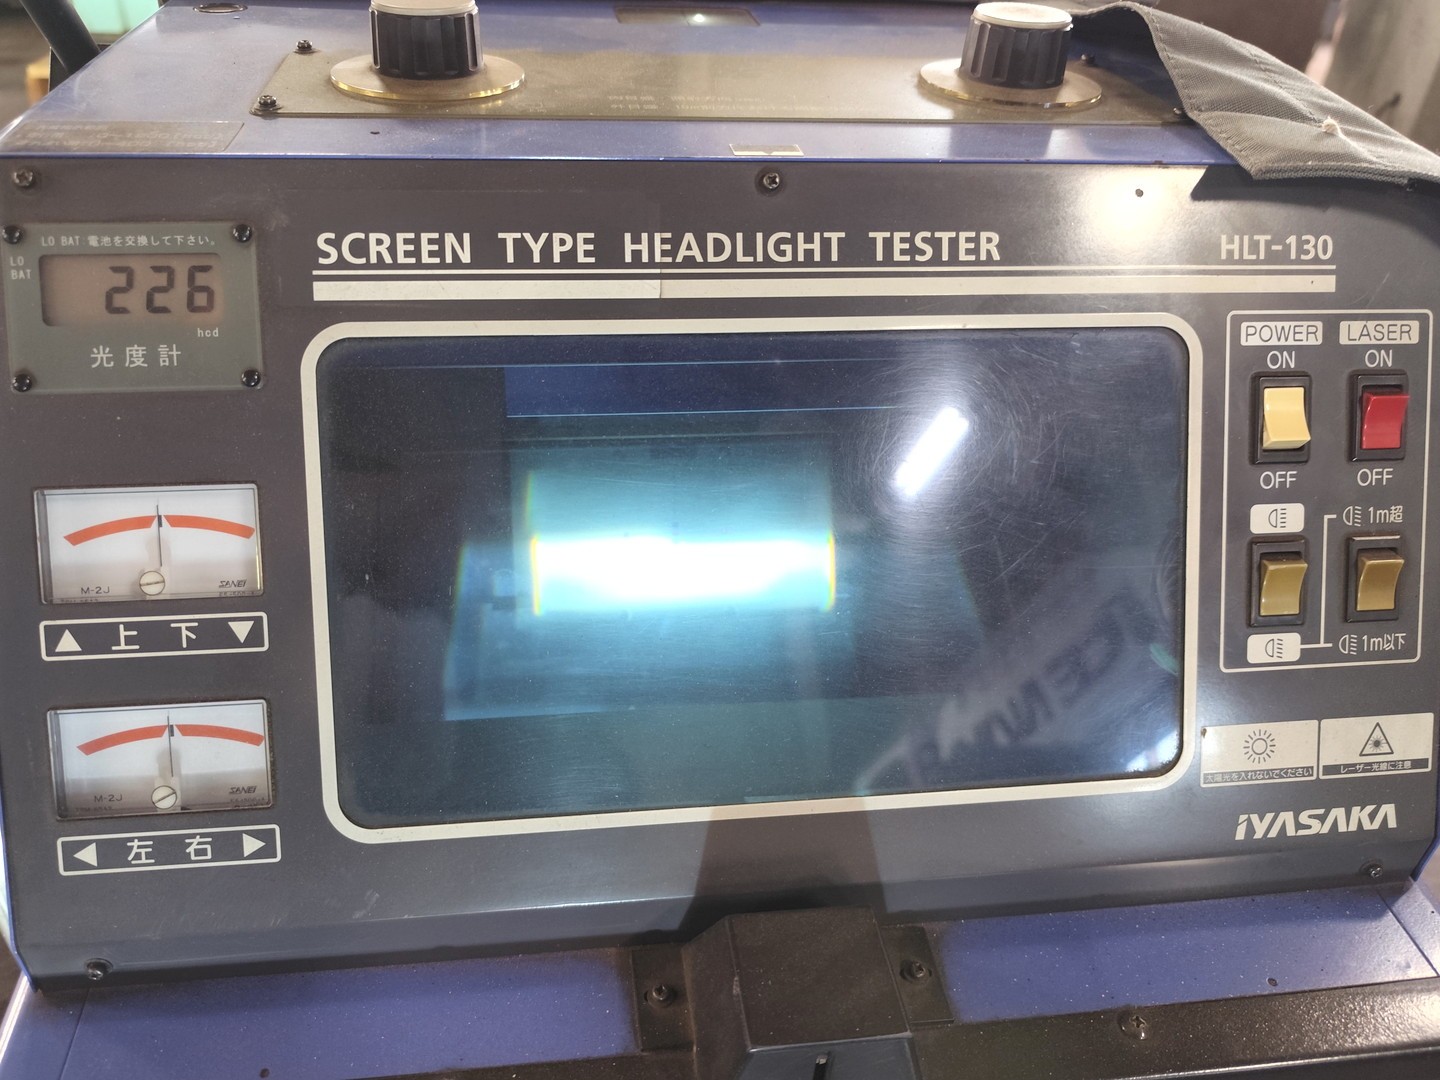 LO BAT 電池を交換して下さい。
LO
BAT
226
hcd
光度計
SCREEN TYPE HEADLIGHT TESTER
HLT-130
POWER
LASER
ON
ON
OFF
OFF
1m超
1m以下
M-2J
SANEI
▲ 上 下 ▼
M-2J
SANEI
◀ 左 右 ▶
太陽光を入れないでください
レーザー光線に注意
IYASAKA